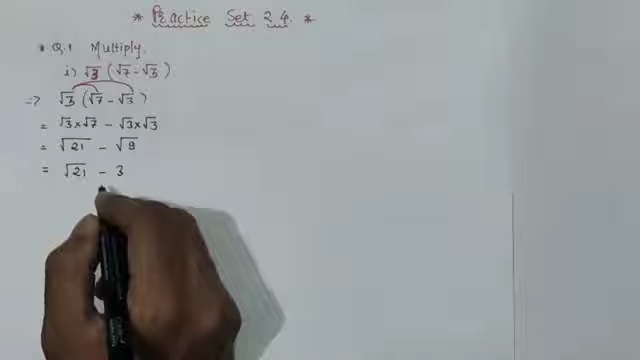 * Practice Set 2.4. *
* Q.1 Multiply.
i) √3 (√7 - √3)
=> √3 (√7 - √3)
= √3 × √7 - √3 × √3
= √21 - √9
= √21 - 3